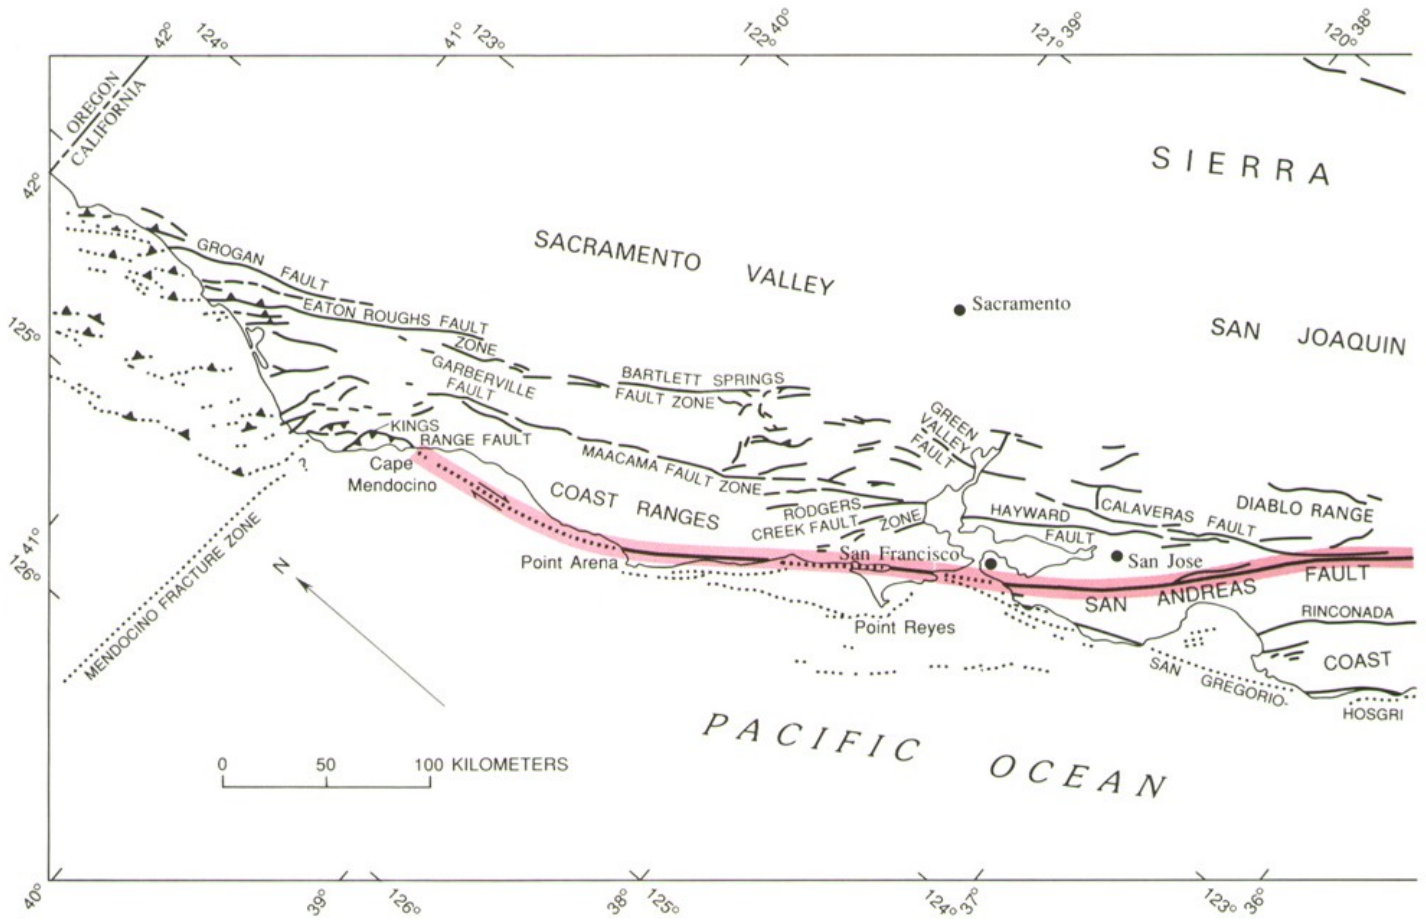 42° 124°
41° 123°
122° 40°
121° 39°
120° 38°
OREGON
CALIFORNIA
42°
SIERRA
GROGAN FAULT
SACRAMENTO VALLEY
Sacramento
EATON ROUGHS FAULT
ZONE
SAN JOAQUIN
125°
GARBERVILLE
FAULT
BARTLETT SPRINGS
FAULT ZONE
GREEN
VALLEY
FAULT
KINGS
RANGE FAULT
Cape
Mendocino
?
MAACAMA FAULT ZONE
COAST RANGES
RODGERS
CREEK FAULT ZONE
HAYWARD
FAULT
CALAVERAS FAULT
DIABLO RANGE
41°
126°
MENDOCINO FRACTURE ZONE
N
Point Arena
San Francisco
San Jose
SAN ANDREAS FAULT
Point Reyes
RINCONADA
COAST
SAN GREGORIO-
HOSGRI
0 50 100 KILOMETERS
PACIFIC OCEAN
40°
39° 126°
38° 125°
124° 37°
123° 36°